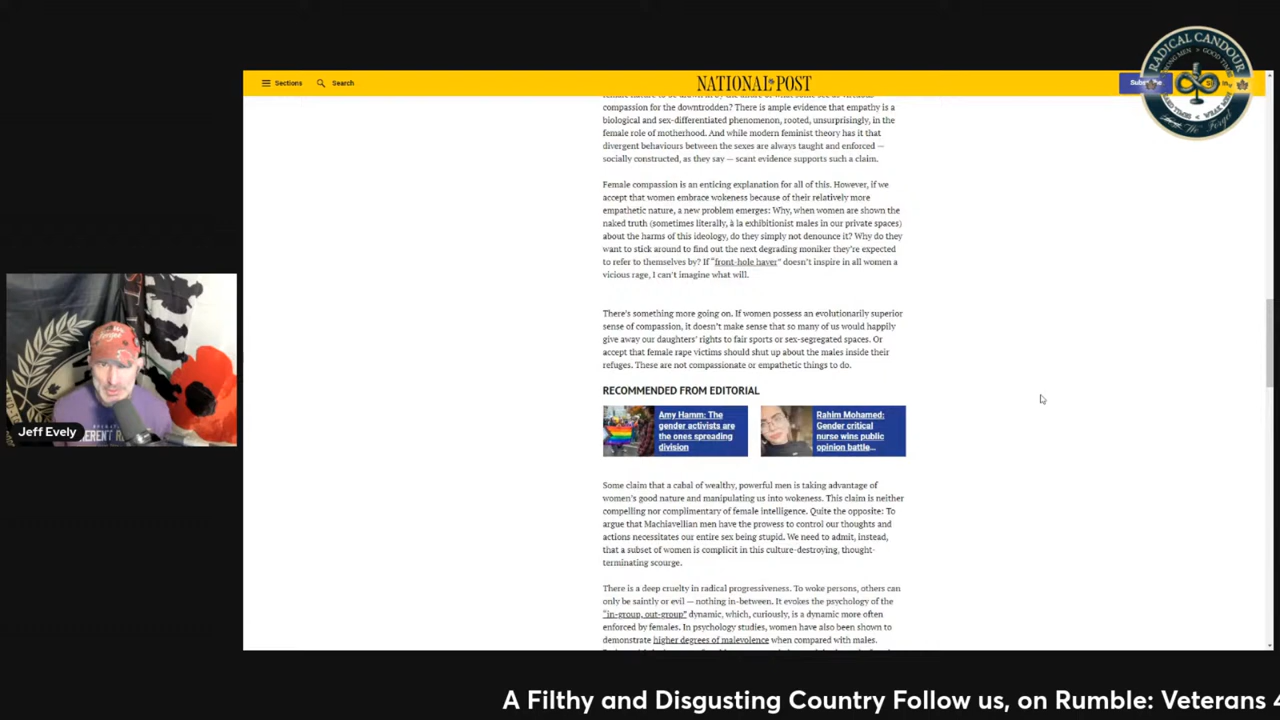 Sections
Search
NATIONAL POST
RADICAL CANDOUR
compassion for the downtrodden? There is ample evidence that empathy is a
biological and sex-differentiated phenomenon, rooted, unsurprisingly, in the
female role of motherhood. And while modern feminist theory has it that
divergent behaviours between the sexes are always taught and enforced —
socially constructed, as they say — scant evidence supports such a claim.
Female compassion is an enticing explanation for all of this. However, if we
accept that women embrace wokeness because of their relatively more
empathetic nature, a new problem emerges: Why, when women are shown the
naked truth (sometimes literally, à la exhibitionist males in our private spaces)
about the harms of this ideology, do they simply not denounce it? Why do they
want to stick around to find out the next degrading moniker they're expected
to refer to themselves by? If "front-hole haver" doesn't inspire in all women a
vicious rage, I can't imagine what will.
There's something more going on. If women possess an evolutionarily superior
sense of compassion, it doesn't make sense that so many of us would happily
give away our daughters' rights to fair sports or sex-segregated spaces. Or
accept that female rape victims should shut up about the males inside their
refuges. These are not compassionate or empathetic things to do.
RECOMMENDED FROM EDITORIAL
Amy Hamm: The
gender activists are
the ones spreading
division
Rahim Mohamed:
Gender critical
nurse wins public
opinion battle...
Some claim that a cabal of wealthy, powerful men is taking advantage of
women's good nature and manipulating us into wokeness. This claim is neither
compelling nor complimentary of female intelligence. Quite the opposite: To
argue that Machiavellian men have the prowess to control our thoughts and
actions necessitates our entire sex being stupid. We need to admit, instead,
that a subset of women is complicit in this culture-destroying, thought-
terminating scourge.
There is a deep cruelty in radical progressiveness. To woke persons, others can
only be saintly or evil — nothing in-between. It evokes the psychology of the
"in-group, out-group" dynamic, which, curiously, is a dynamic more often
enforced by females. In psychology studies, women have also been shown to
demonstrate higher degrees of malevolence when compared with males.
Jeff Evely
A Filthy and Disgusting Country Follow us, on Rumble: Veterans